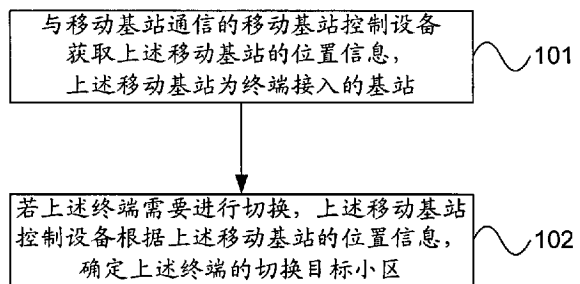 与移动基站通信的移动基站控制设备
获取上述移动基站的位置信息，
上述移动基站为终端接入的基站
101
若上述终端需要进行切换，上述移动基站
控制设备根据上述移动基站的位置信息，
确定上述终端的切换目标小区
102